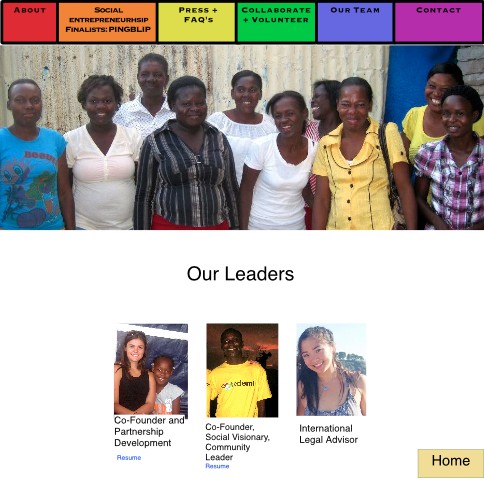 About
Social
entrepreneurhsip
Finalists: PINGBLIP
Press +
FAQ's
Collaborate
+ Volunteer
Our Team
Contact
Our Leaders
Co-Founder and
Partnership
Development
Resume
Co-Founder,
Social Visionary,
Community
Leader
Resume
International
Legal Advisor
Home